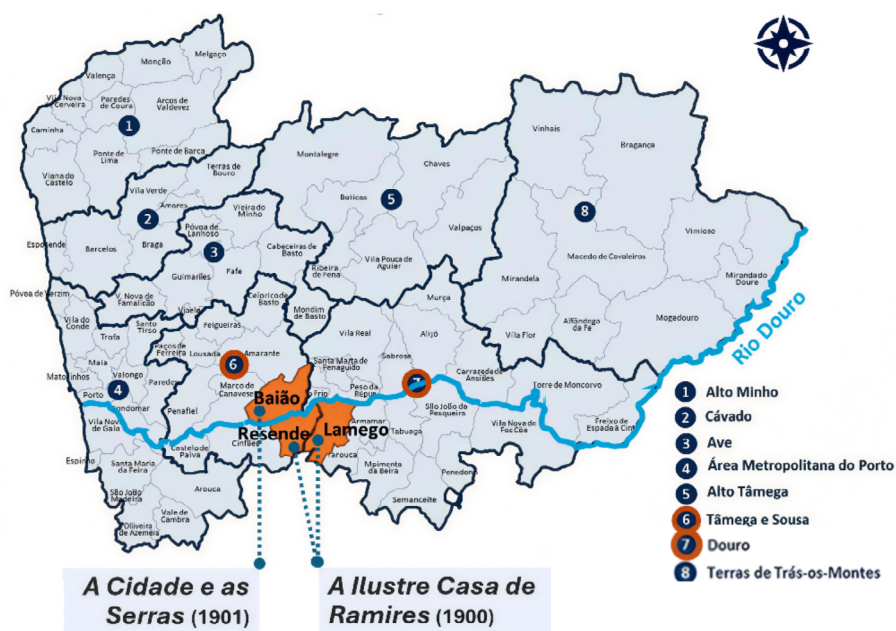 Melgaço
Monção
Valença
Vila Nova
de Cerveira
Paredes
de Coura
Arcos de
Valdevez
Caminha
1
Ponte de
Lima
Ponte de Barca
Viana do
Castelo
Terras de
Bouro
Montalegre
Chaves
Vinhais
Bragança
Vila Verde
Amares
2
Boticas
5
8
Vieira do
Minho
Póvoa de
Lanhoso
Valpaços
Vimioso
Esposende
Barcelos
Braga
3
Cabeceiras de
Basto
Fafe
Guimarães
Ribeira
de Pena
Vila Pouca de
Aguiar
Macedo de Cavaleiros
Mirandela
Miranda do
Douro
Póvoa de Varzim
V. Nova de
Famalicão
Vizela
Celorico de
Basto
Mondim
de Basto
Murça
Alfândega
da Fé
Mogadouro
Vila do
Conde
Santo
Tirso
Trofa
Felgueiras
Vila Real
Alijó
Vila Flor
Rio Douro
Paços de
Ferreira
Lousada
Amarante
6
Sabrosa
Maia
Valongo
Santa Marta de
Penaguião
Carrazeda de
Ansiães
Matosinhos
Porto
4
Paredes
Marco de
Canaveses
Baião
Peso da
Régua
7
Torre de Moncorvo
Gondomar
Penafiel
São João da
Pesqueira
Vila Nova
de Gaia
Resende
Lamego
Armamar
Tabuaço
Vila Nova de
Foz Côa
Freixo de
Espada à Cinta
Castelo de
Paiva
Cinfães
Tarouca
Espinho
Santa Maria
da Feira
Arouca
Mpimenta
da Beira
Penedono
São João
Madeira
Vale de
Cambra
Semanceite
Oliveira
de Azeméis
1 Alto Minho
2 Cávado
3 Ave
4 Área Metropolitana do Porto
5 Alto Tâmega
6 Tâmega e Sousa
7 Douro
8 Terras de Trás-os-Montes
A Cidade e as
Serras (1901)
A Ilustre Casa de
Ramires (1900)